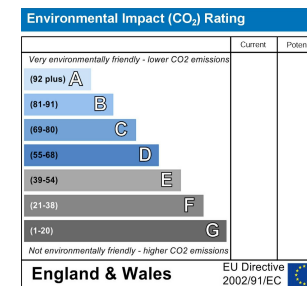 Environmental Impact (CO₂) Rating
Current Poten
Very environmentally friendly - lower CO2 emissions
(92 plus) A
(81-91) B
(69-80) C
(55-68) D
(39-54) E
(21-38) F
(1-20) G
Not environmentally friendly - higher CO2 emissions
England & Wales
EU Directive
2002/91/EC